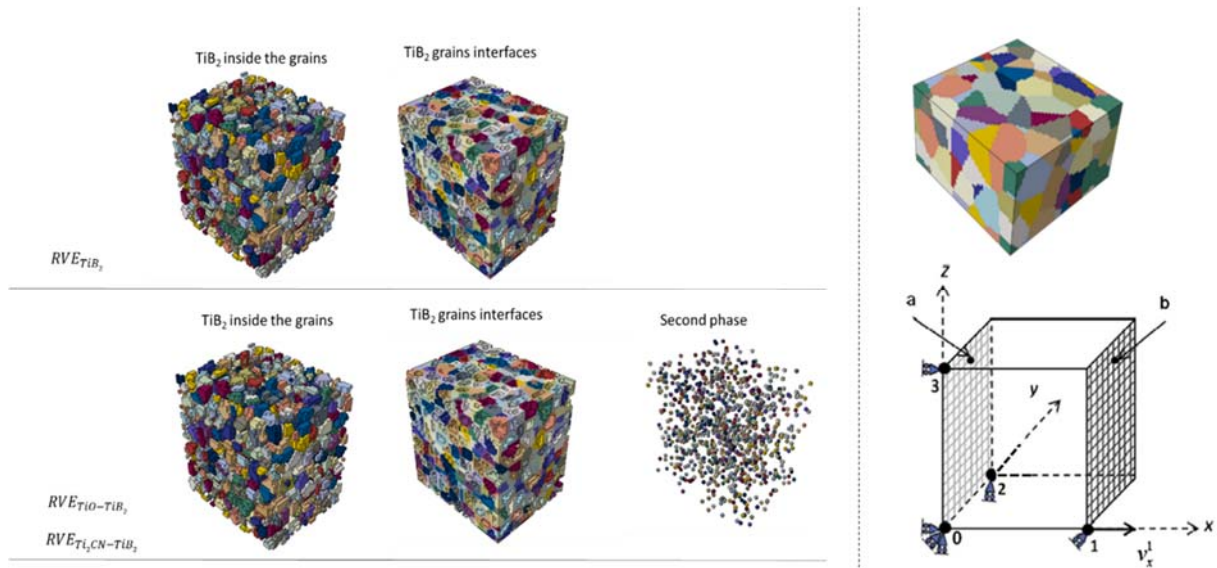 TiB₂ inside the grains
TiB₂ grains interfaces
RVE_TiB₂
TiB₂ inside the grains
TiB₂ grains interfaces
Second phase
RVE_TiO−TiB₂
RVE_Ti₂CN−TiB₂
z
a
b
3
y
2
0
1
x
v_x^1